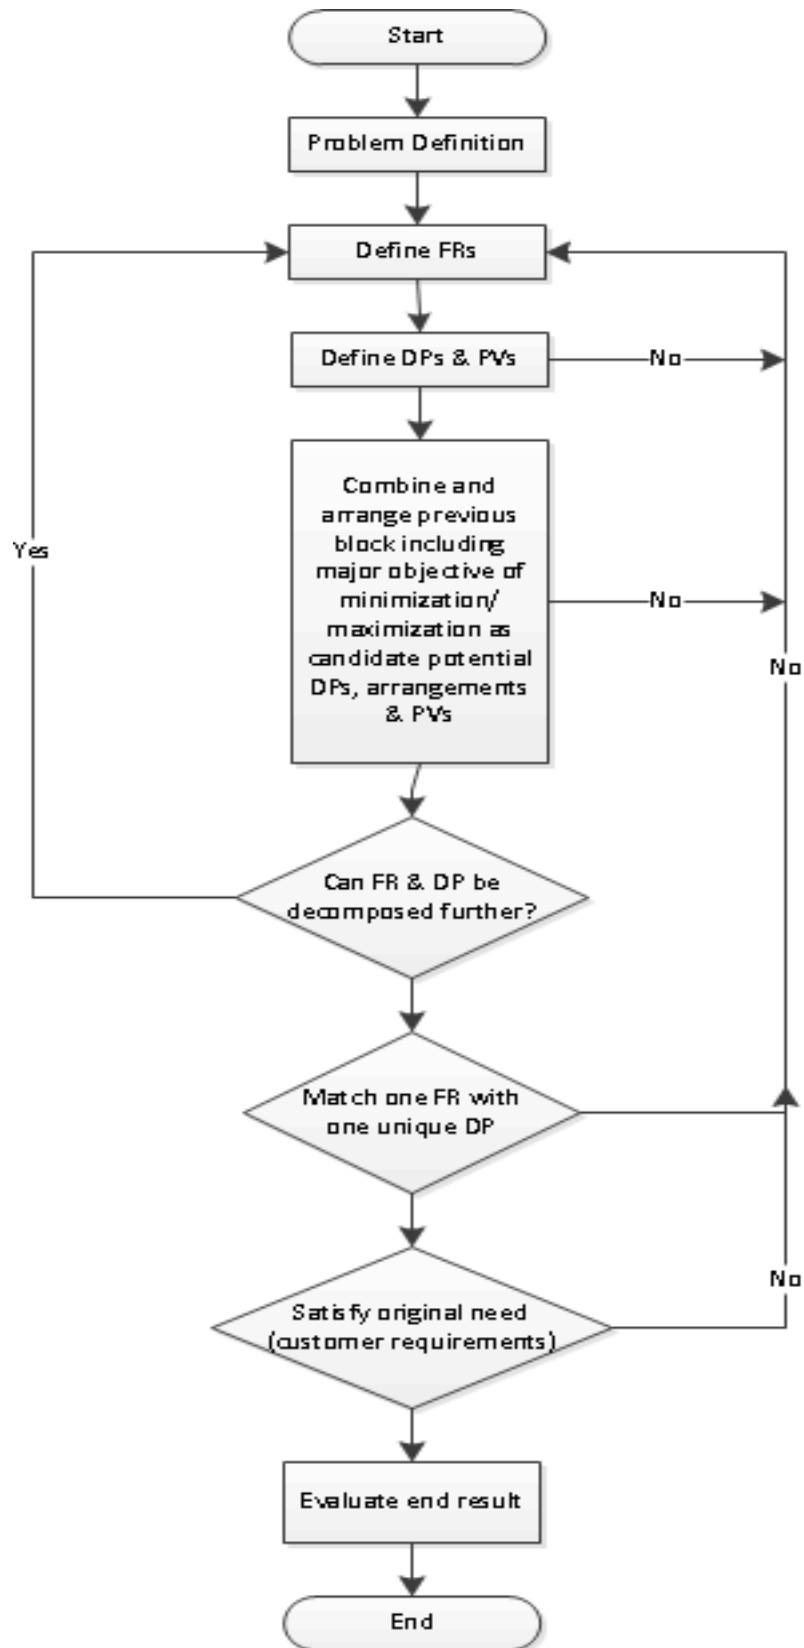 Start
Problem Definition
Define FRs
Define DPs & PVs
No
Combine and
arrange previous
block including
major objective of
minimization/
maximization as
candidate potential
DPs, arrangements
& PVs
Yes
No
No
Can FR & DP be
decomposed further?
Match one FR with
one unique DP
No
Satisfy original need
(customer requirements)
Evaluate end result
End